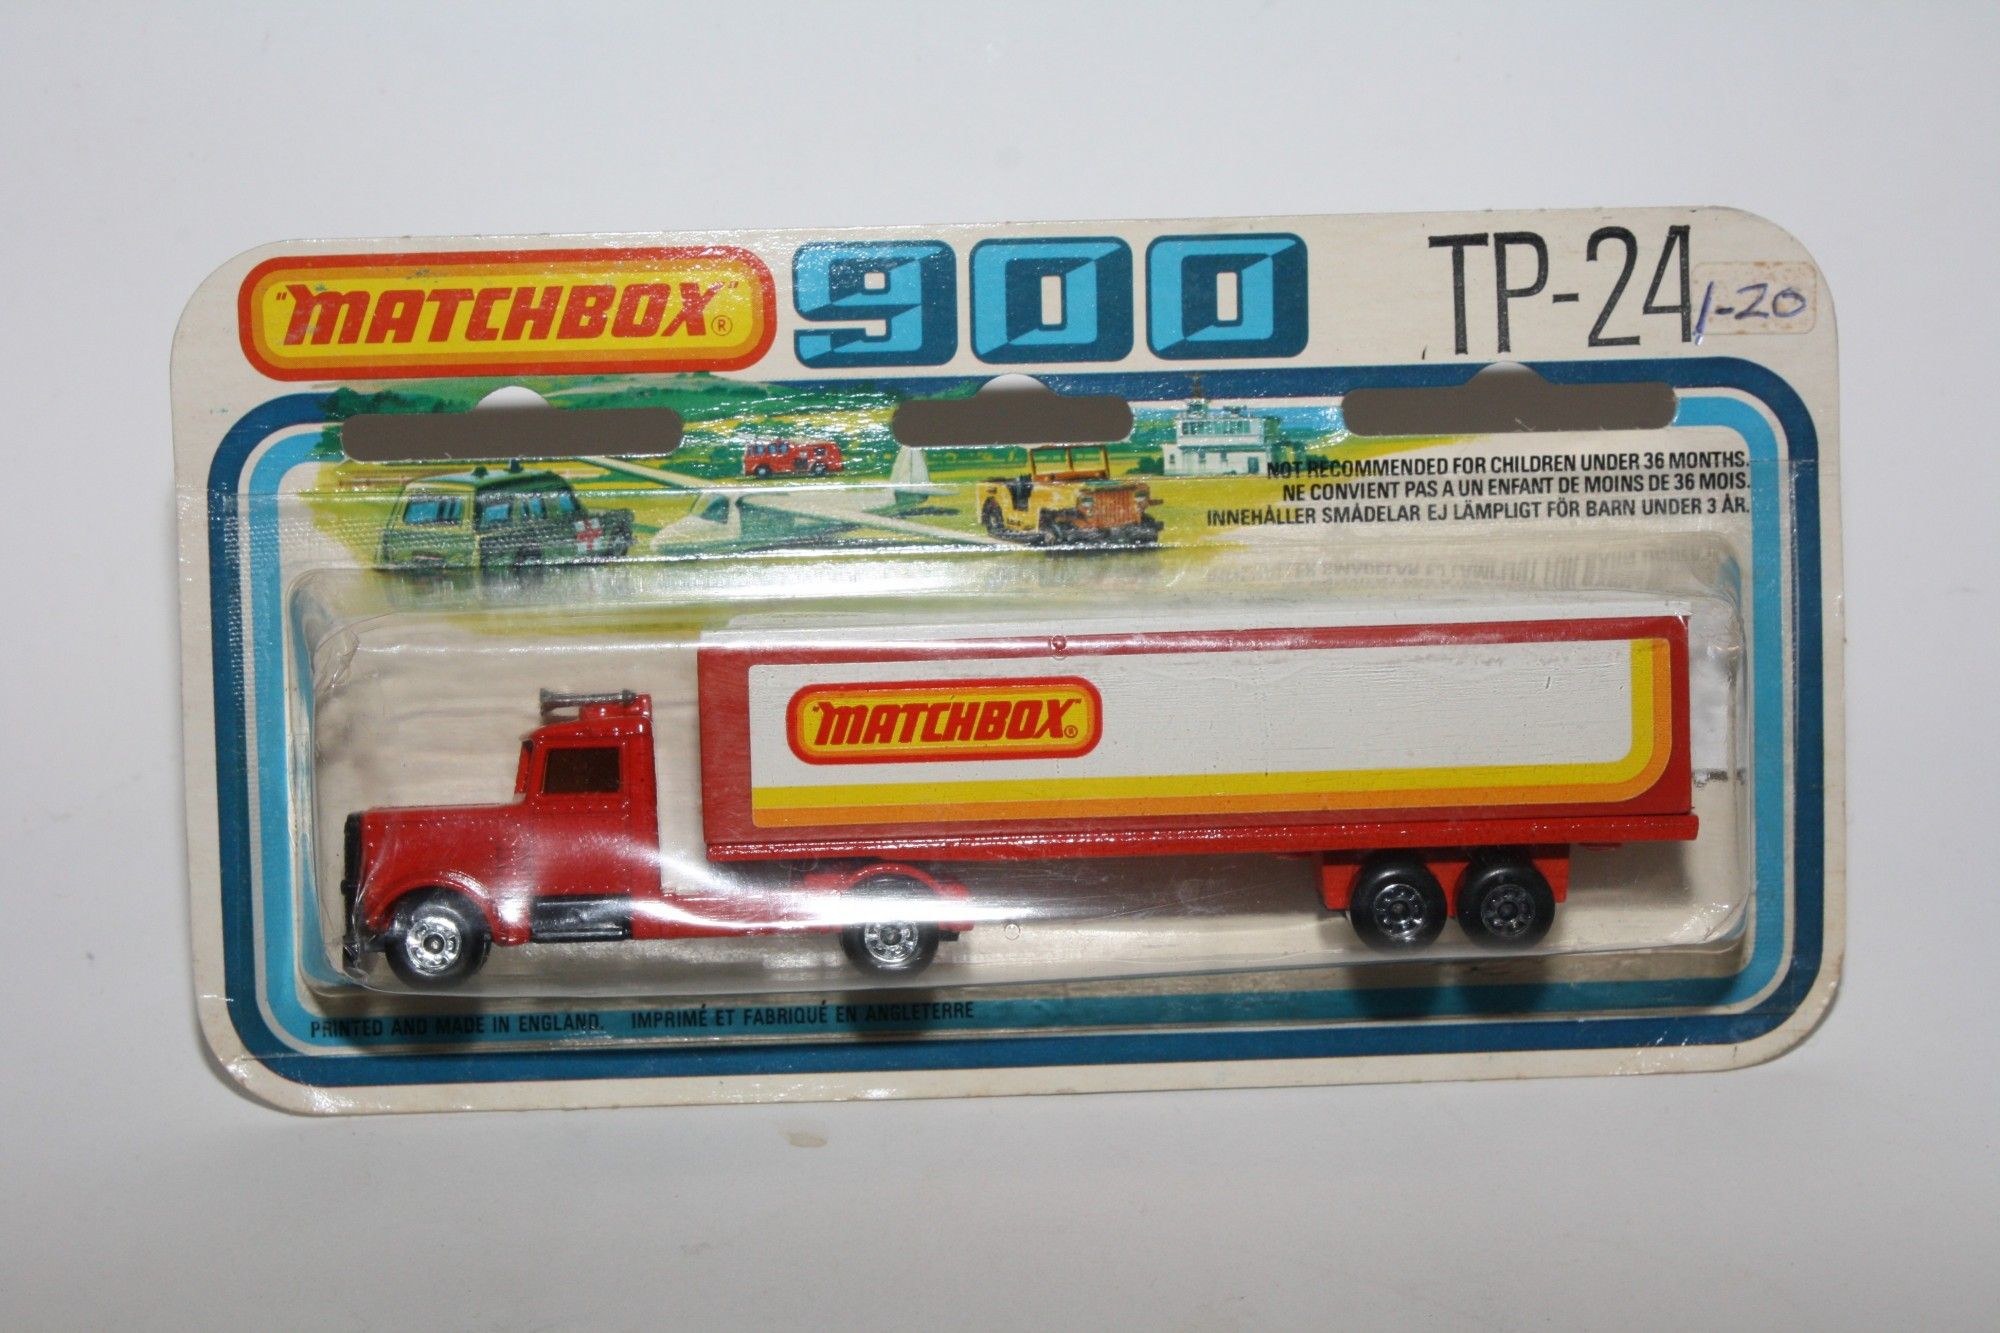 "MATCHBOX"® 900 TP-24
1-20
NOT RECOMMENDED FOR CHILDREN UNDER 36 MONTHS.
NE CONVIENT PAS A UN ENFANT DE MOINS DE 36 MOIS.
INNEHÅLLER SMÅDELAR EJ LÄMPLIGT FÖR BARN UNDER 3 ÅR.
"MATCHBOX"®
PRINTED AND MADE IN ENGLAND. IMPRIMÉ ET FABRIQUÉ EN ANGLETERRE